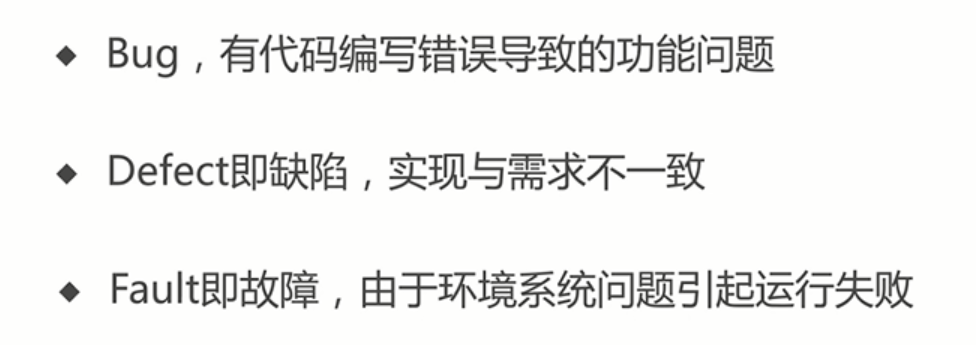 ◆ Bug，有代码编写错误导致的功能问题
◆ Defect即缺陷，实现与需求不一致
◆ Fault即故障，由于环境系统问题引起运行失败